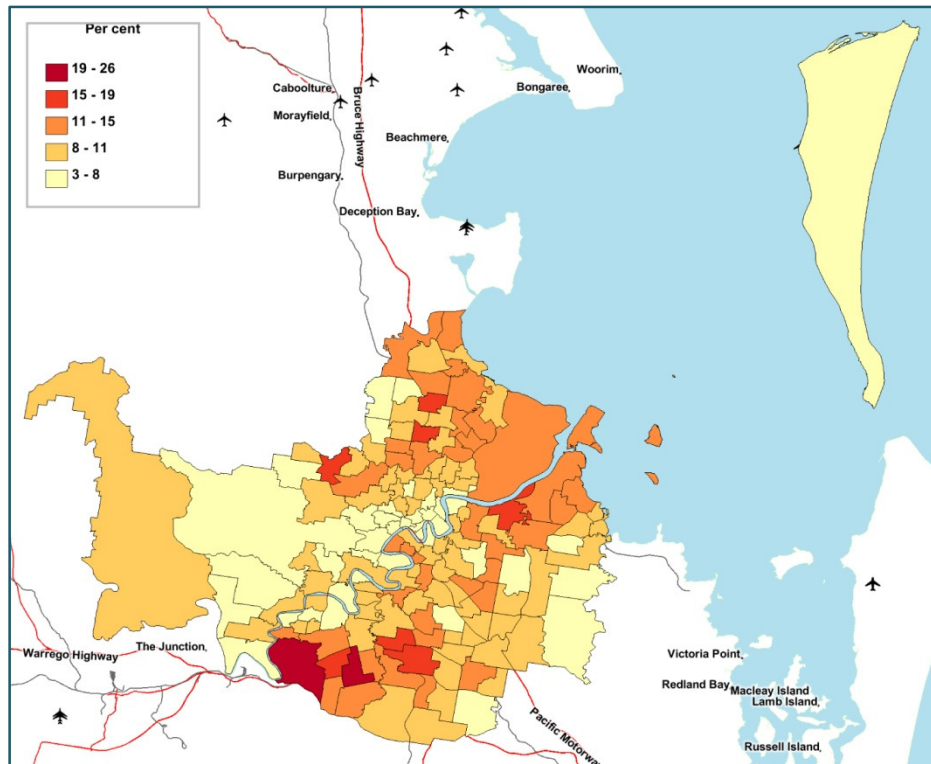 Per cent
19 - 26
15 - 19
11 - 15
8 - 11
3 - 8
Woorim
Bongaree
Caboolture
Morayfield
Bruce Highway
Beachmere
Burpengary
Deception Bay
Warrego Highway
The Junction
Victoria Point
Redland Bay
Macleay Island
Lamb Island
Pacific Motorway
Russell Island